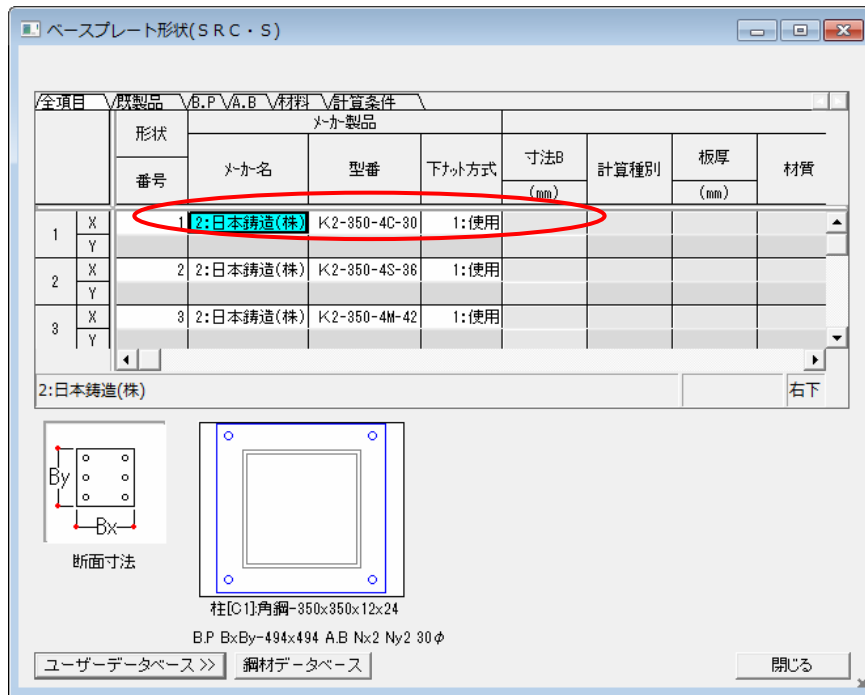 ベースプレート形状(SRC・S)
全項目 既製品 B.P A.B 材料 計算条件
形状 メーカー製品
番号 メーカー名 型番 下ナット方式 寸法B (mm) 計算種別 板厚 (mm) 材質
1 X 1 2:日本鋳造(株) K2-350-4C-30 1:使用
Y
2 X 2 2:日本鋳造(株) K2-350-4S-36 1:使用
Y
3 X 3 2:日本鋳造(株) K2-350-4M-42 1:使用
Y
2:日本鋳造(株) 右下
By
Bx
断面寸法
柱[C1]:角鋼-350x350x12x24
B.P BxBy-494x494 A.B Nx2 Ny2 30φ
ユーザーデータベース >> 鋼材データベース 閉じる